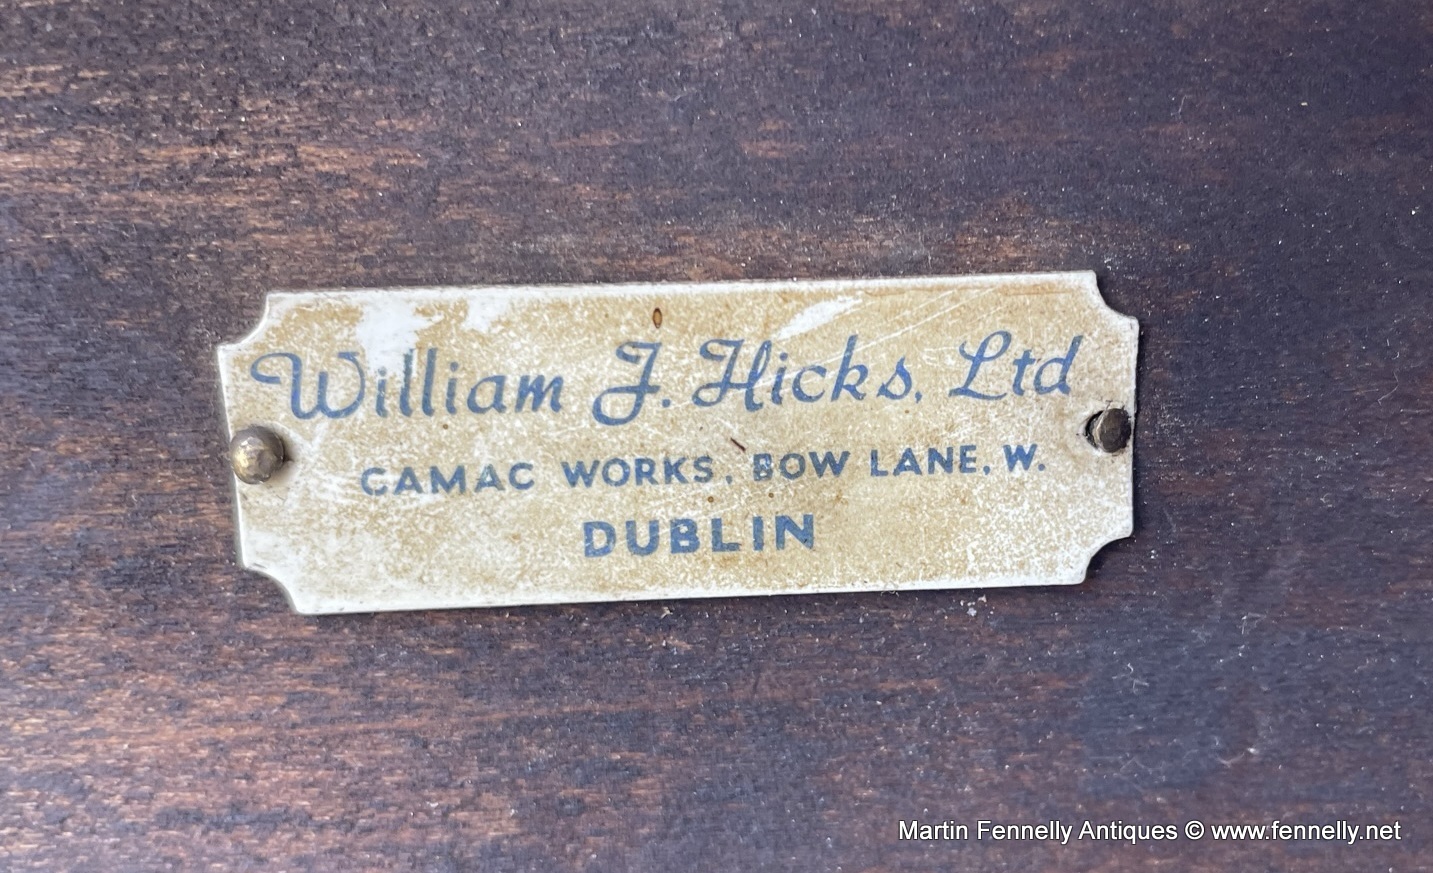 William J. Hicks, Ltd
CAMAC WORKS, BOW LANE, W.
DUBLIN
Martin Fennelly Antiques © www.fennelly.net